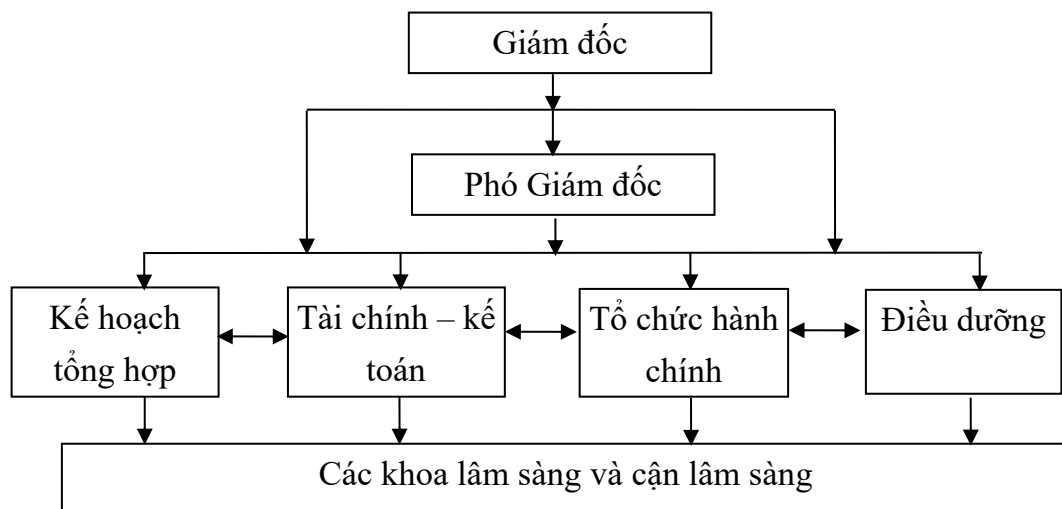 Giám đốc
Phó Giám đốc
Kế hoạch
tổng hợp
Tài chính – kế
toán
Tổ chức hành
chính
Điều dưỡng
Các khoa lâm sàng và cận lâm sàng